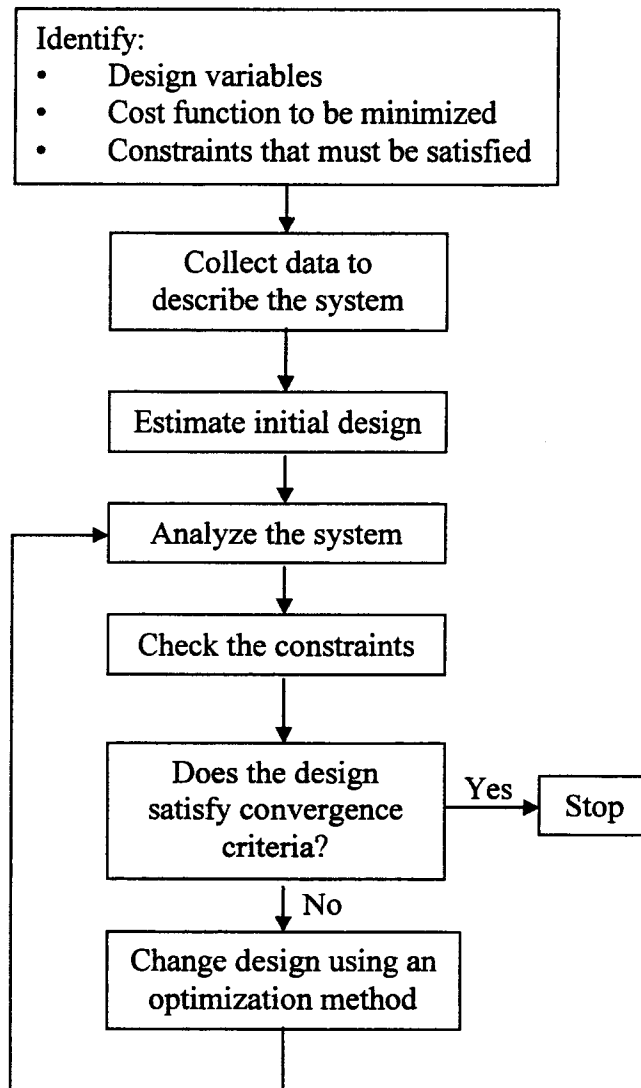 Identify:
• Design variables
• Cost function to be minimized
• Constraints that must be satisfied
Collect data to
describe the system
Estimate initial design
Analyze the system
Check the constraints
Does the design
satisfy convergence
criteria?
Yes
Stop
No
Change design using an
optimization method